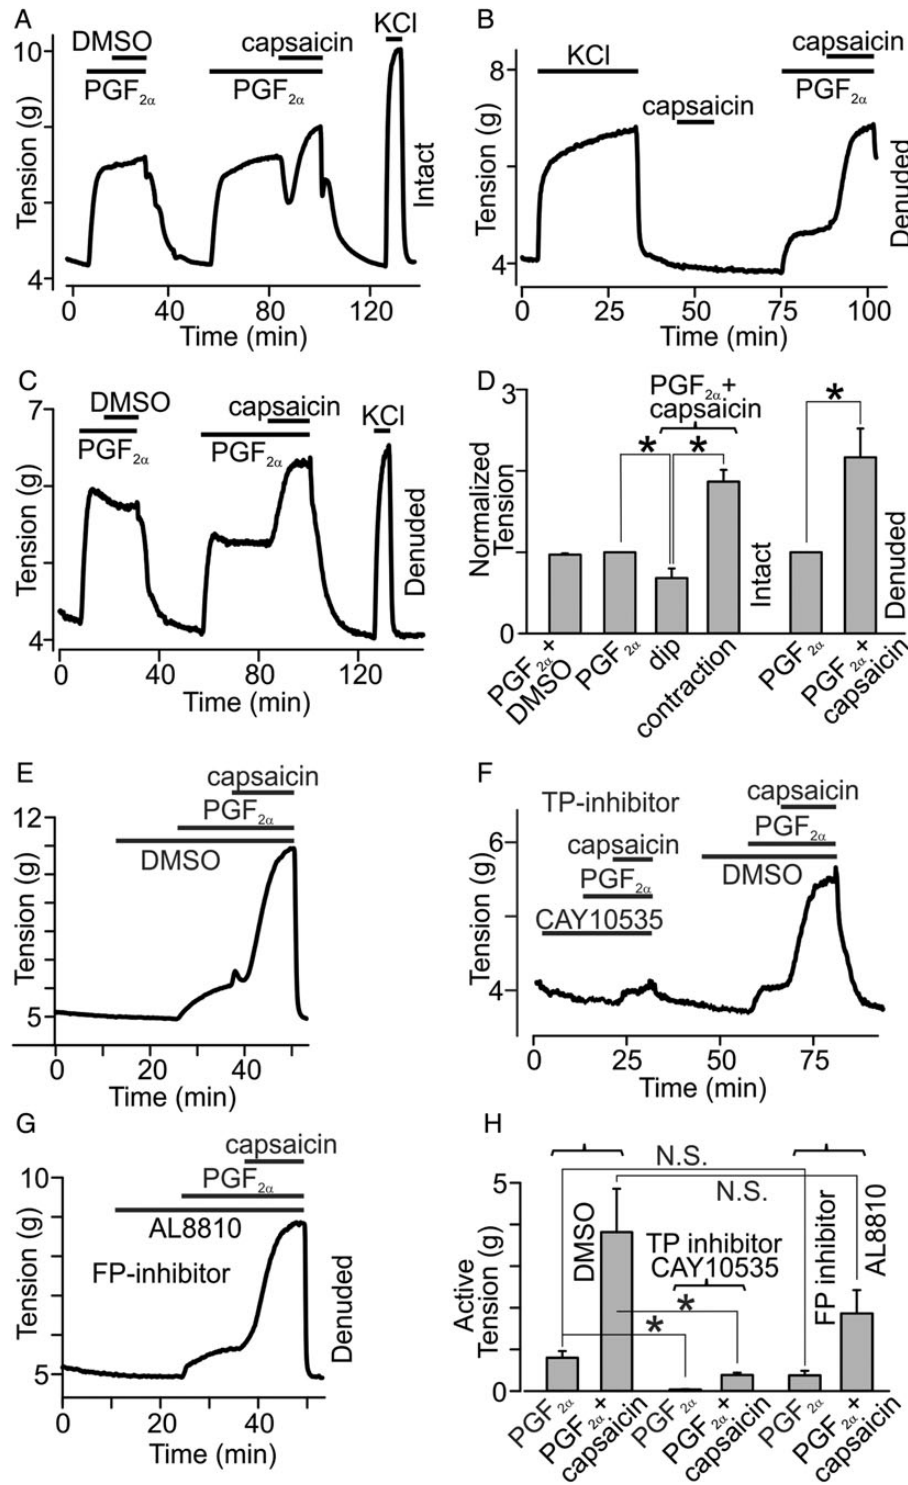 A
DMSO
PGF2α
capsaicin
PGF2α
KCl
10
4
Tension (g)
Intact
0 40 80 120
Time (min)
B
KCl
capsaicin
capsaicin
PGF2α
8
4
Tension (g)
Denuded
0 25 50 75 100
Time (min)
C
DMSO
PGF2α
capsaicin
PGF2α
KCl
7
4
Tension (g)
Denuded
0 40 80 120
Time (min)
D
PGF2α+
capsaicin
* * *
3
0
Normalized
Tension
Intact
Denuded
PGF2α+
DMSO
PGF2α
dip
contraction
PGF2α
PGF2α+
capsaicin
E
capsaicin
PGF2α
DMSO
12
5
Tension (g)
0 20 40
Time (min)
F
TP-inhibitor
capsaicin
PGF2α
CAY10535
capsaicin
PGF2α
DMSO
6
4
Tension (g)
0 25 50 75
Time (min)
G
capsaicin
PGF2α
AL8810
FP-inhibitor
10
5
Tension (g)
Denuded
0 20 40
Time (min)
H
N.S.
N.S.
5
0
Active
Tension (g)
DMSO
TP inhibitor
CAY10535
*
*
FP inhibitor
AL8810
PGF2α
PGF2α+
capsaicin
PGF2α
PGF2α+
capsaicin
PGF2α
PGF2α+
capsaicin